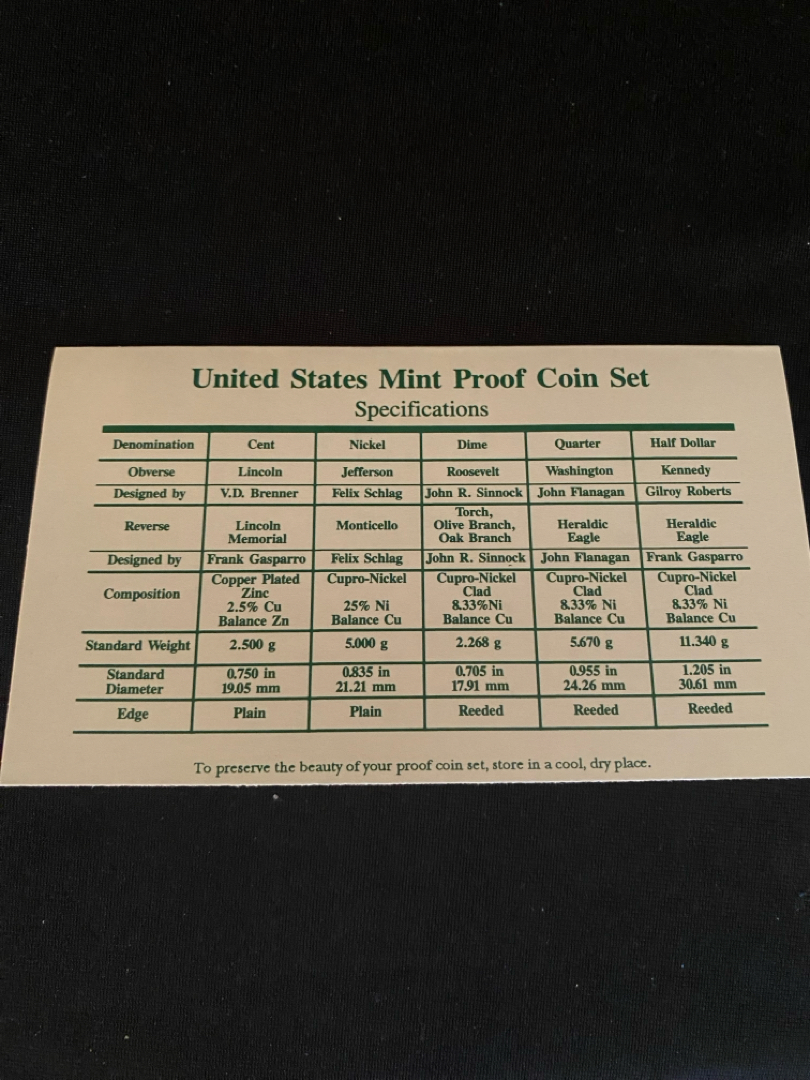 United States Mint Proof Coin Set
Specifications
Denomination Cent Nickel Dime Quarter Half Dollar
Obverse Lincoln Jefferson Roosevelt Washington Kennedy
Designed by V.D. Brenner Felix Schlag John R. Sinnock John Flanagan Gilroy Roberts
Reverse Lincoln Memorial Monticello Torch, Olive Branch, Oak Branch Heraldic Eagle Heraldic Eagle
Designed by Frank Gasparro Felix Schlag John R. Sinnock John Flanagan Frank Gasparro
Composition Copper Plated Zinc 2.5% Cu Balance Zn Cupro-Nickel 25% Ni Balance Cu Cupro-Nickel Clad 8.33%Ni Balance Cu Cupro-Nickel Clad 8.33% Ni Balance Cu Cupro-Nickel Clad 8.33% Ni Balance Cu
Standard Weight 2.500 g 5.000 g 2.268 g 5.670 g 11.340 g
Standard Diameter 0.750 in 19.05 mm 0.835 in 21.21 mm 0.705 in 17.91 mm 0.955 in 24.26 mm 1.205 in 30.61 mm
Edge Plain Plain Reeded Reeded Reeded
To preserve the beauty of your proof coin set, store in a cool, dry place.